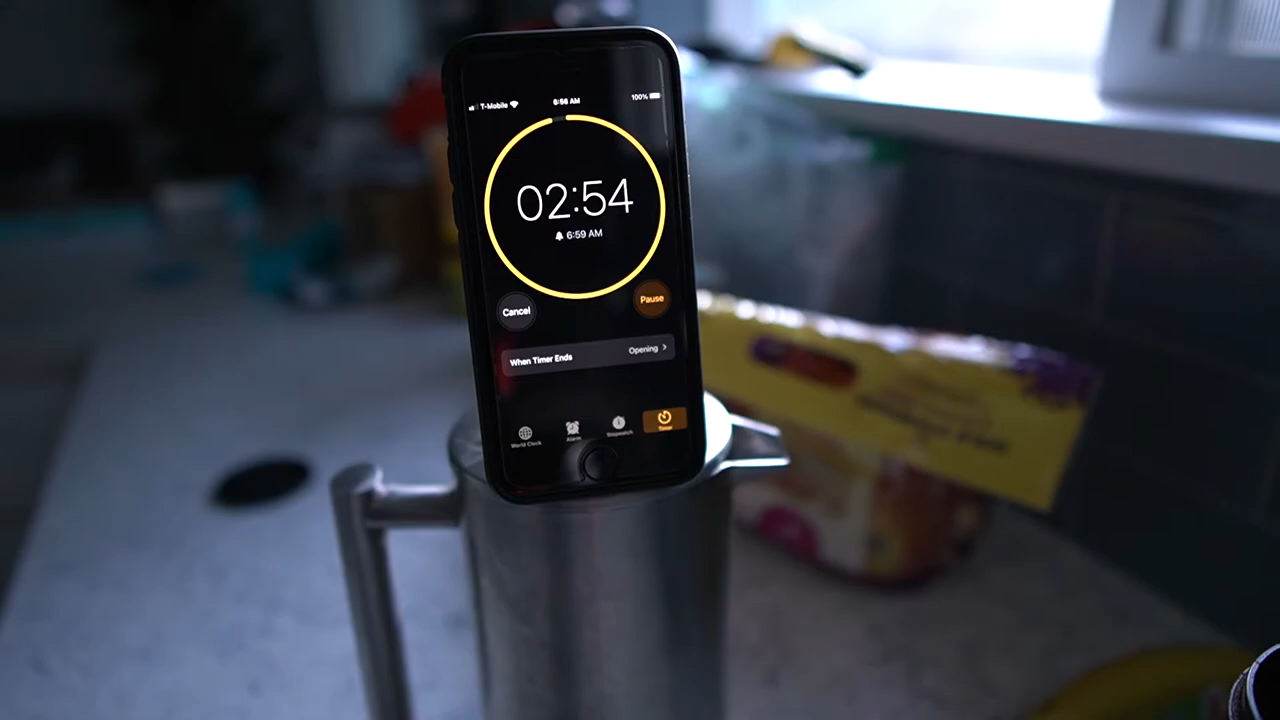 T-Mobile 6:56 AM 100%
02:54
6:59 AM
Cancel Pause
When Timer Ends Opening
World Clock Alarm Stopwatch Timer